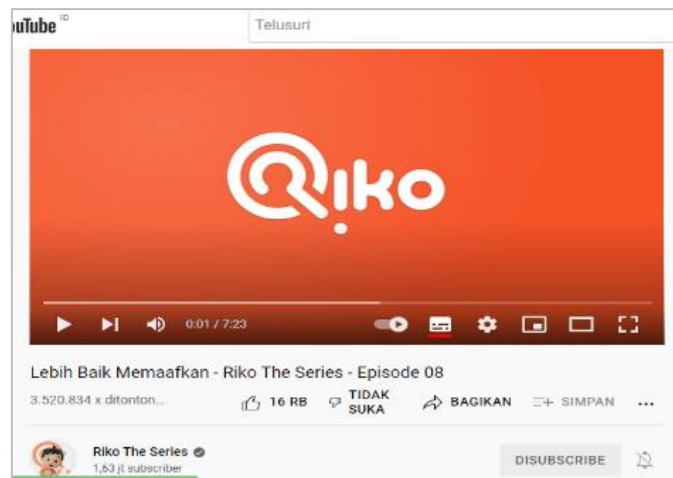 ouTube ID
Telusuri
Riko
0:01 / 7:23
Lebih Baik Memaafkan - Riko The Series - Episode 08
3.520.834 x ditonton... 16 RB TIDAK SUKA BAGIKAN SIMPAN ...
Riko The Series
1,63 jt subscriber
DISUBSCRIBE